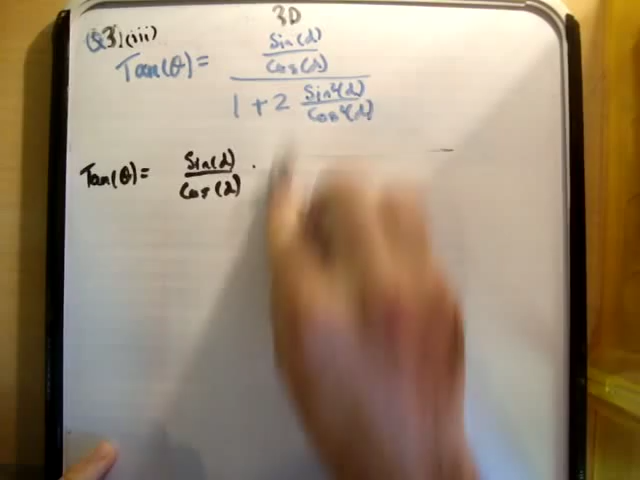 3D
Q3)(iii)
Tan(θ) = (Sin(α)/Cos(α)) / (1 + 2 Sin²(α)/Cos²(α))
Tan(θ) = Sin(α)/Cos(α) ·